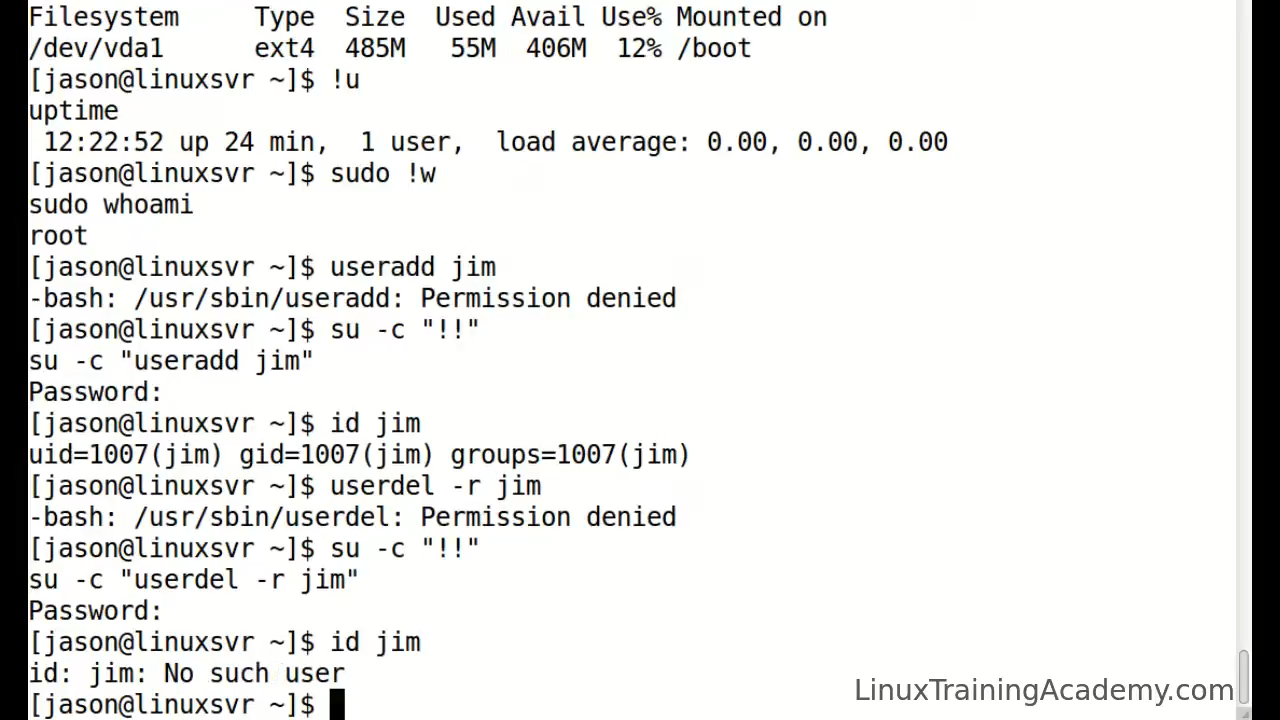 Filesystem     Type  Size  Used Avail Use% Mounted on
/dev/vda1      ext4  485M   55M  406M  12% /boot
[jason@linuxsvr ~]$ !u
uptime
 12:22:52 up 24 min,  1 user,  load average: 0.00, 0.00, 0.00
[jason@linuxsvr ~]$ sudo !w
sudo whoami
root
[jason@linuxsvr ~]$ useradd jim
-bash: /usr/sbin/useradd: Permission denied
[jason@linuxsvr ~]$ su -c "!!"
su -c "useradd jim"
Password:
[jason@linuxsvr ~]$ id jim
uid=1007(jim) gid=1007(jim) groups=1007(jim)
[jason@linuxsvr ~]$ userdel -r jim
-bash: /usr/sbin/userdel: Permission denied
[jason@linuxsvr ~]$ su -c "!!"
su -c "userdel -r jim"
Password:
[jason@linuxsvr ~]$ id jim
id: jim: No such user
[jason@linuxsvr ~]$
LinuxTrainingAcademy.com